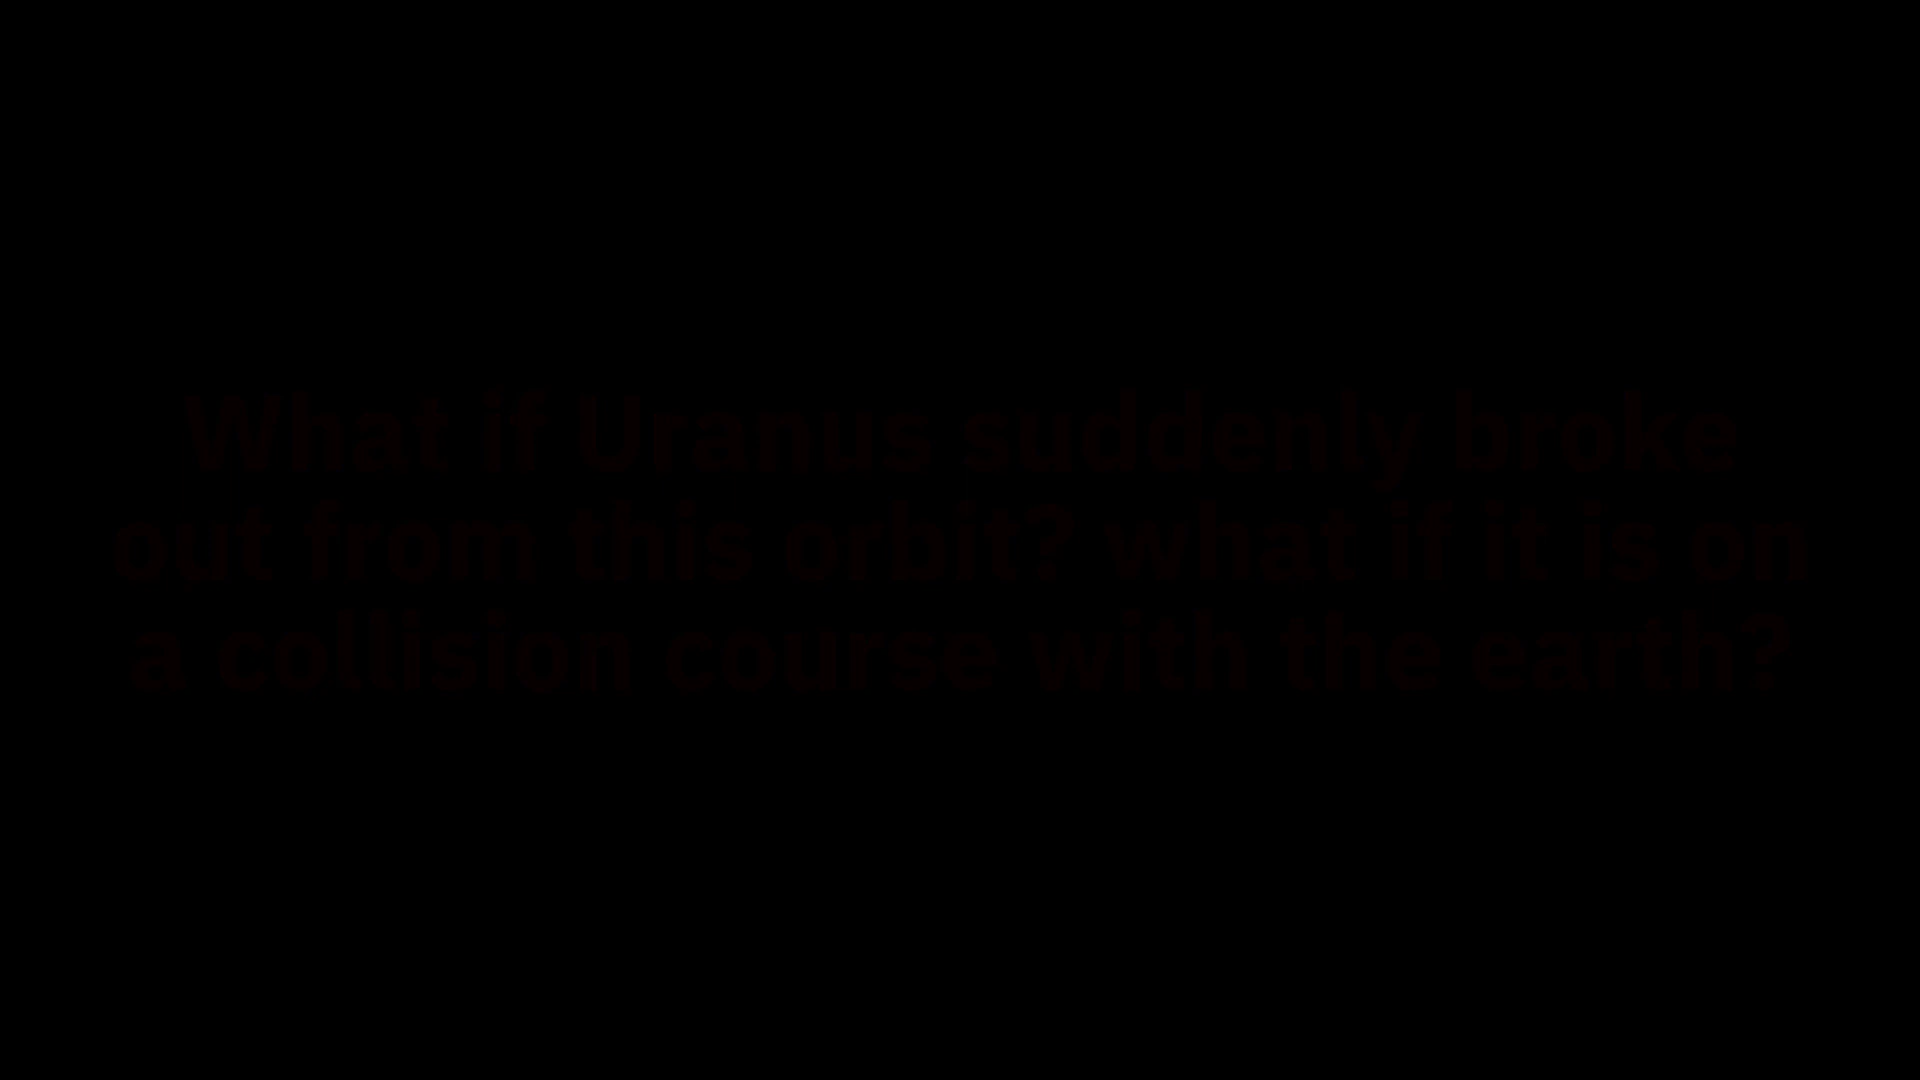 What if Uranus suddenly broke
out from this orbit? what if it is on
a collision course with the earth?